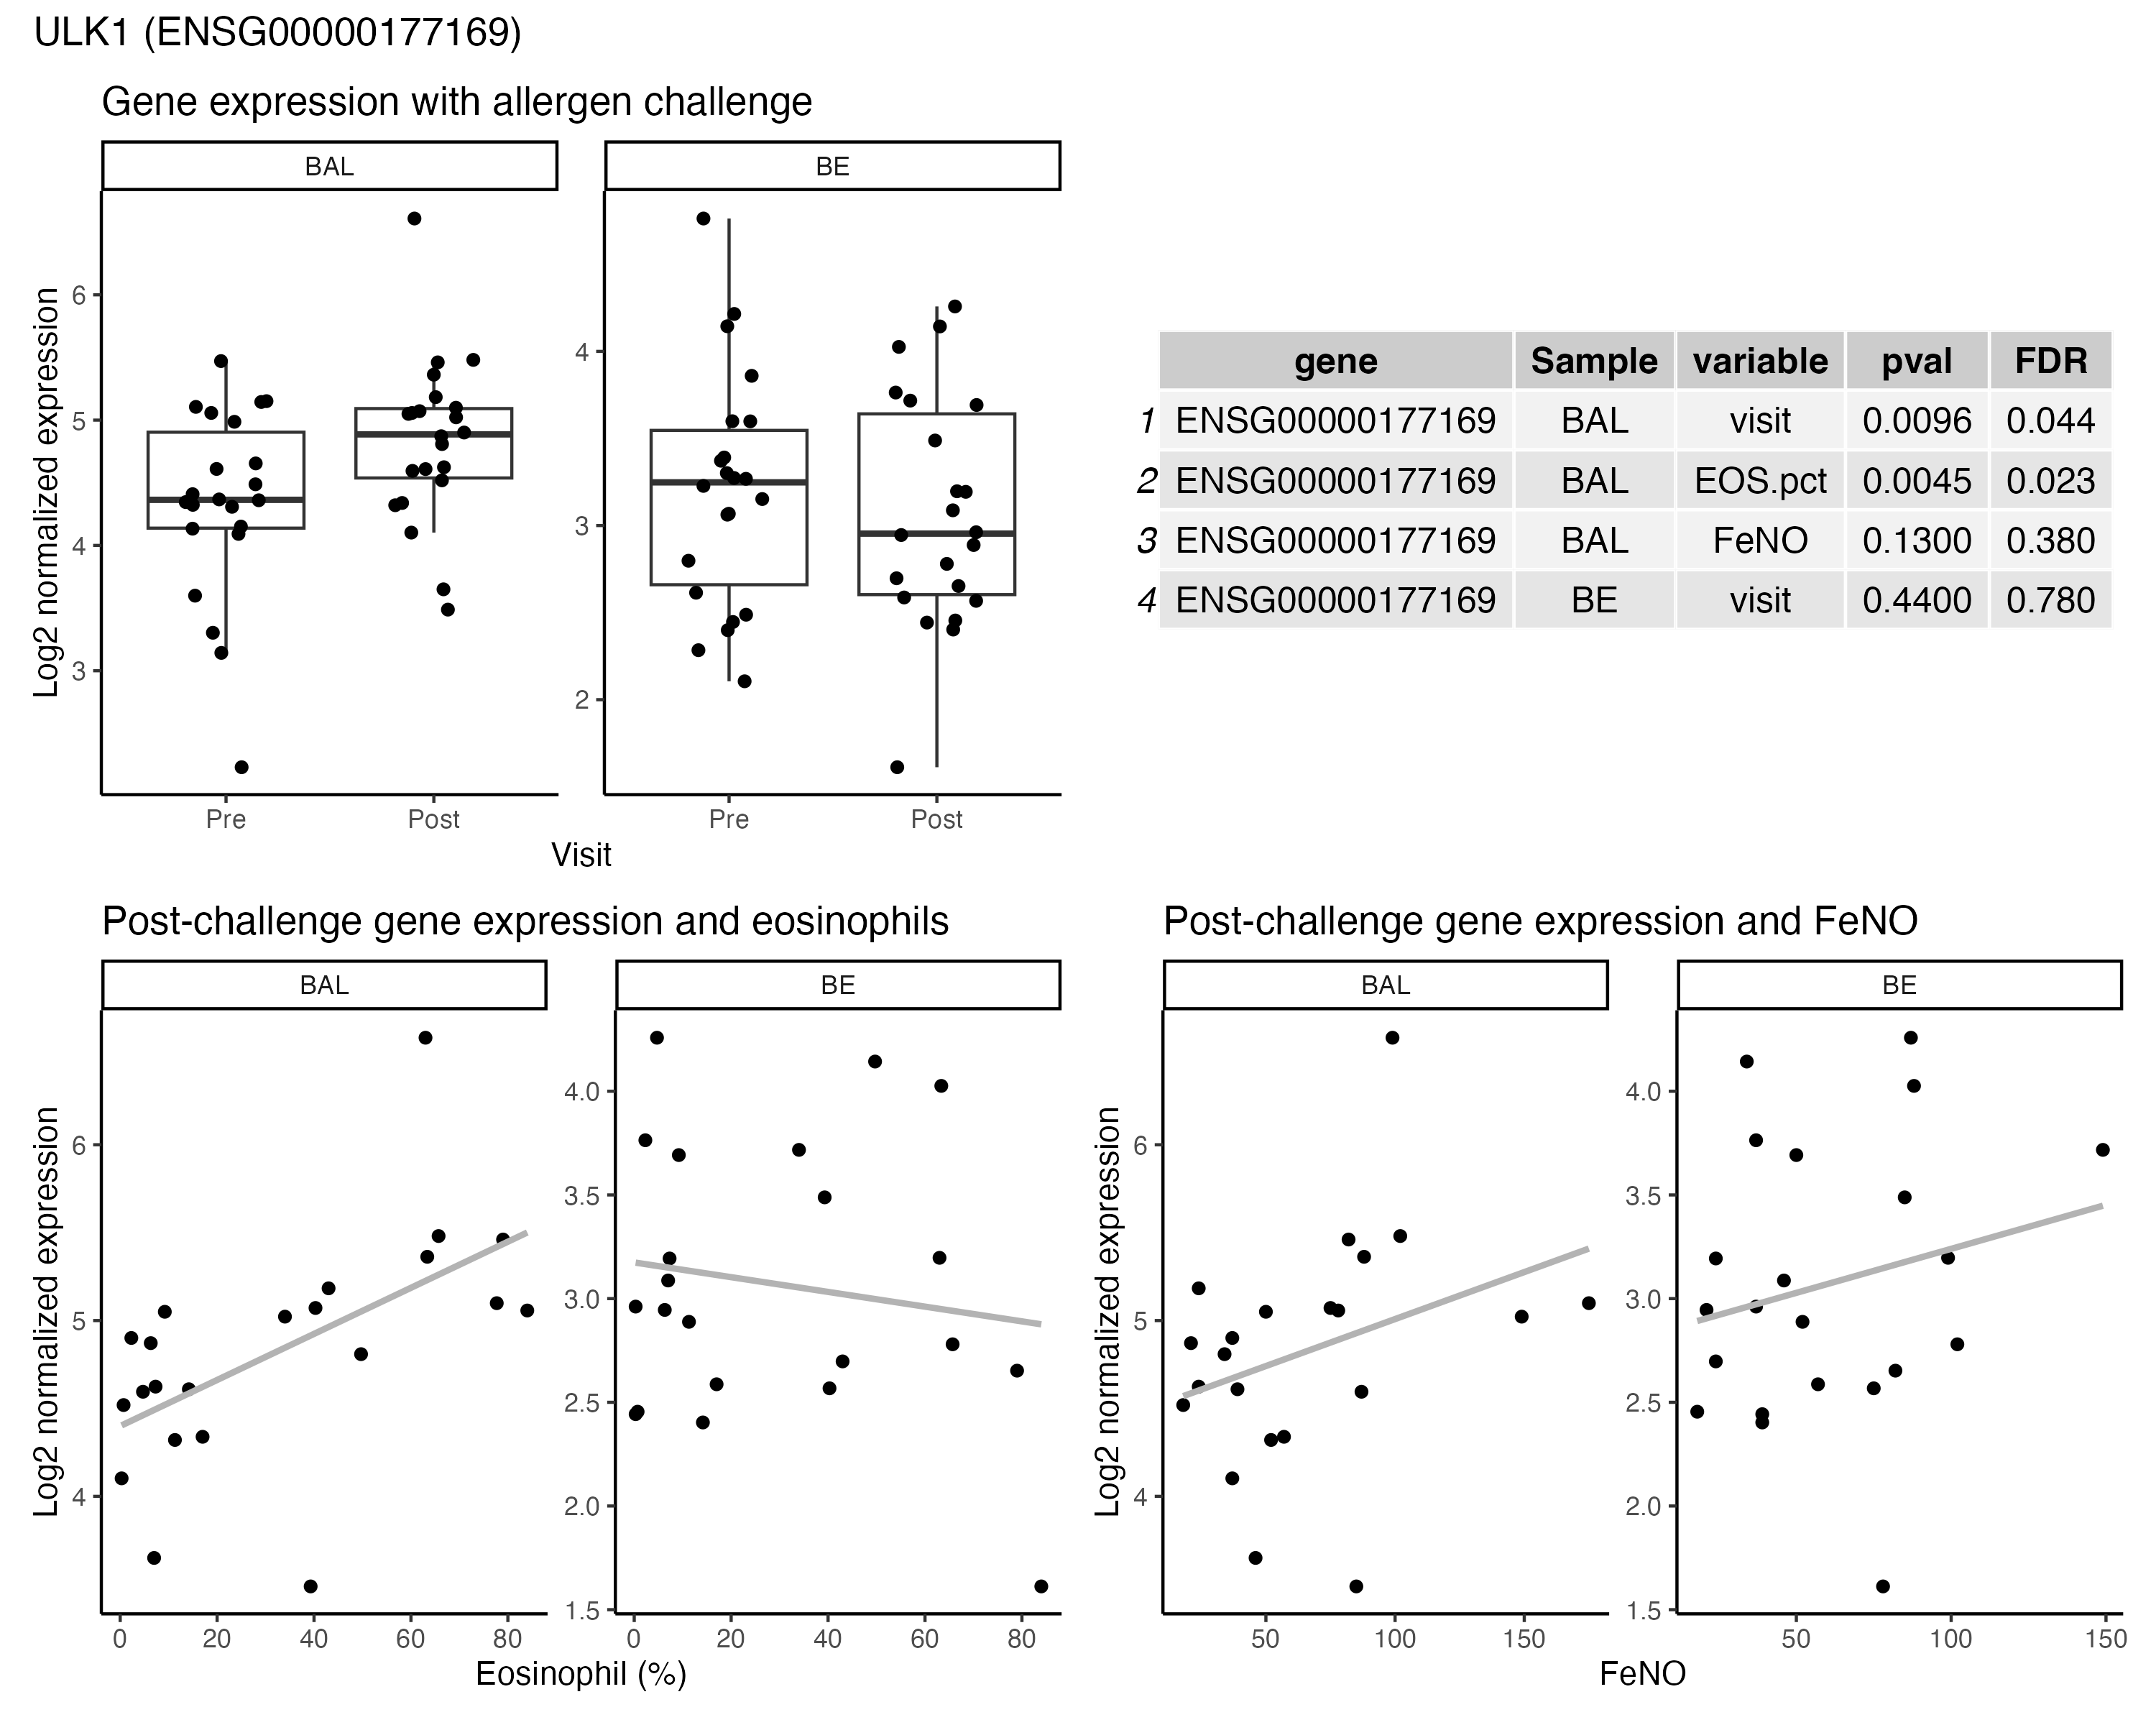 ULK1 (ENSG00000177169)
Gene expression with allergen challenge
BAL
BE
Log2 normalized expression
6
5
4
3
4
3
2
Pre
Post
Pre
Post
Visit
gene Sample variable pval FDR
1 ENSG00000177169 BAL visit 0.0096 0.044
2 ENSG00000177169 BAL EOS.pct 0.0045 0.023
3 ENSG00000177169 BAL FeNO 0.1300 0.380
4 ENSG00000177169 BE visit 0.4400 0.780
Post-challenge gene expression and eosinophils
BAL
BE
Log2 normalized expression
6
5
4
4.0
3.5
3.0
2.5
2.0
1.5
0 20 40 60 80
0 20 40 60 80
Eosinophil (%)
Post-challenge gene expression and FeNO
BAL
BE
Log2 normalized expression
6
5
4
4.0
3.5
3.0
2.5
2.0
1.5
50 100 150
50 100 150
FeNO